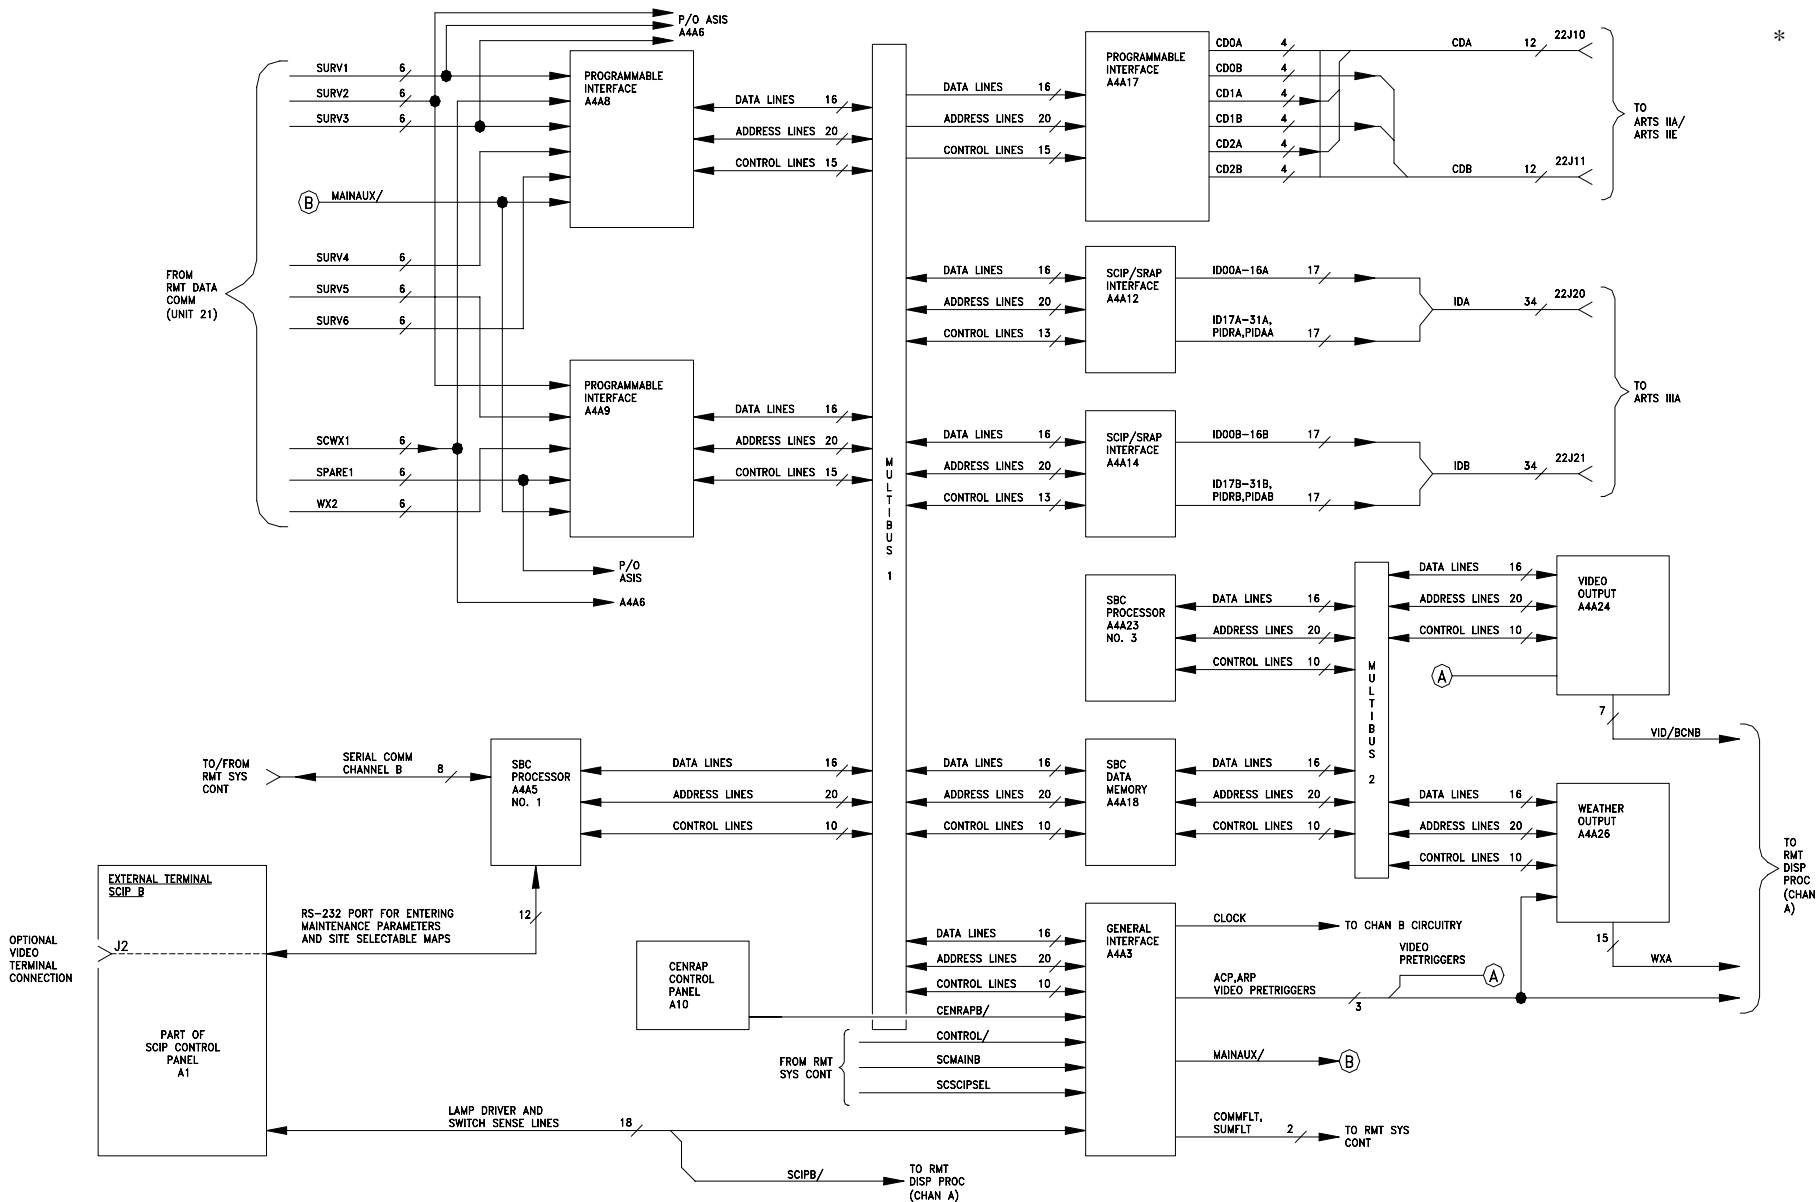 P/O ASIS
A4A6
*
SURV1 6
SURV2 6
SURV3 6
B MAINAUX/
SURV4 6
SURV5 6
SURV6 6
FROM
RMT DATA
COMM
(UNIT 21)
SCWX1 6
SPARE1 6
WX2 6
PROGRAMMABLE
INTERFACE
A4A8
DATA LINES 16
ADDRESS LINES 20
CONTROL LINES 15
PROGRAMMABLE
INTERFACE
A4A9
DATA LINES 16
ADDRESS LINES 20
CONTROL LINES 15
P/O
ASIS
A4A6
MULTIBUS 1
DATA LINES 16
ADDRESS LINES 20
CONTROL LINES 15
PROGRAMMABLE
INTERFACE
A4A17
CD0A 4
CD0B 4
CD1A 4
CD1B 4
CD2A 4
CD2B 4
CDA 12 22J10
CDB 12 22J11
TO
ARTS IIA/
ARTS IIE
DATA LINES 16
ADDRESS LINES 20
CONTROL LINES 13
SCIP/SRAP
INTERFACE
A4A12
ID00A-16A 17
ID17A-31A,
PIDRA,PIDAA 17
IDA 34 22J20
DATA LINES 16
ADDRESS LINES 20
CONTROL LINES 13
SCIP/SRAP
INTERFACE
A4A14
ID00B-16B 17
ID17B-31B,
PIDRB,PIDAB 17
IDB 34 22J21
TO
ARTS IIIA
SBC
PROCESSOR
A4A23
NO. 3
DATA LINES 16
ADDRESS LINES 20
CONTROL LINES 10
MULTIBUS 2
DATA LINES 16
ADDRESS LINES 20
CONTROL LINES 10
A
VIDEO
OUTPUT
A4A24
7
VID/BCNB
TO/FROM
RMT SYS
CONT
SERIAL COMM
CHANNEL B 8
SBC
PROCESSOR
A4A5
NO. 1
DATA LINES 16
ADDRESS LINES 20
CONTROL LINES 10
DATA LINES 16
ADDRESS LINES 20
CONTROL LINES 10
SBC
DATA
MEMORY
A4A18
DATA LINES 16
ADDRESS LINES 20
CONTROL LINES 10
DATA LINES 16
ADDRESS LINES 20
CONTROL LINES 10
WEATHER
OUTPUT
A4A26
15
WXA
TO
RMT
DISP
PROC
(CHAN
A)
EXTERNAL TERMINAL
SCIP B
OPTIONAL
VIDEO
TERMINAL
CONNECTION
J2
RS-232 PORT FOR ENTERING
MAINTENANCE PARAMETERS
AND SITE SELECTABLE MAPS
12
PART OF
SCIP CONTROL
PANEL
A1
CENRAP
CONTROL
PANEL
A10
DATA LINES 16
ADDRESS LINES 20
CONTROL LINES 10
CENRAPB/
CONTROL/
SCMAINB
SCSCIPSEL
FROM RMT
SYS CONT
GENERAL
INTERFACE
A4A3
CLOCK
TO CHAN B CIRCUITRY
VIDEO
PRETRIGGERS
A
ACP,ARP
VIDEO PRETRIGGERS
3
MAINAUX/ B
COMMFLT,
SUMFLT 2
TO RMT SYS
CONT
LAMP DRIVER AND
SWITCH SENSE LINES 18
SCIPB/
TO RMT
DISP PROC
(CHAN A)